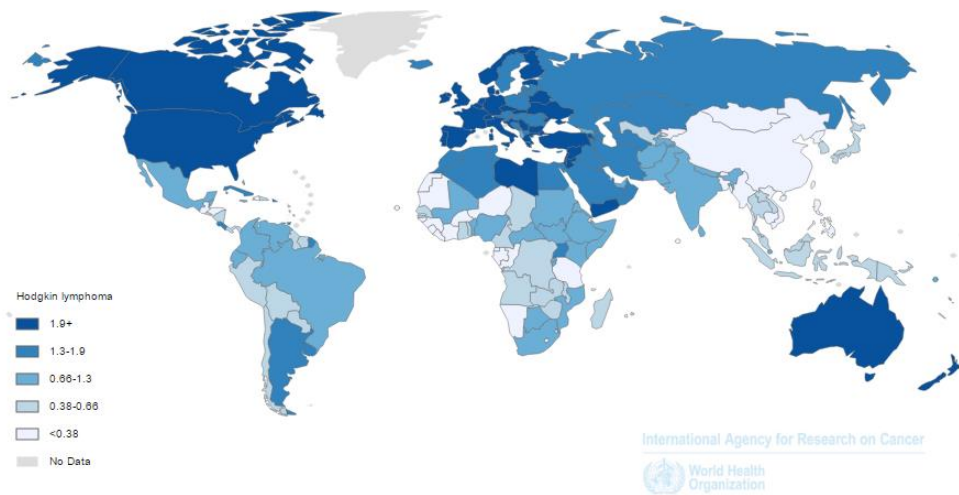 Hodgkin lymphoma
1.9+
1.3-1.9
0.66-1.3
0.38-0.66
<0.38
No Data
International Agency for Research on Cancer
World Health
Organization